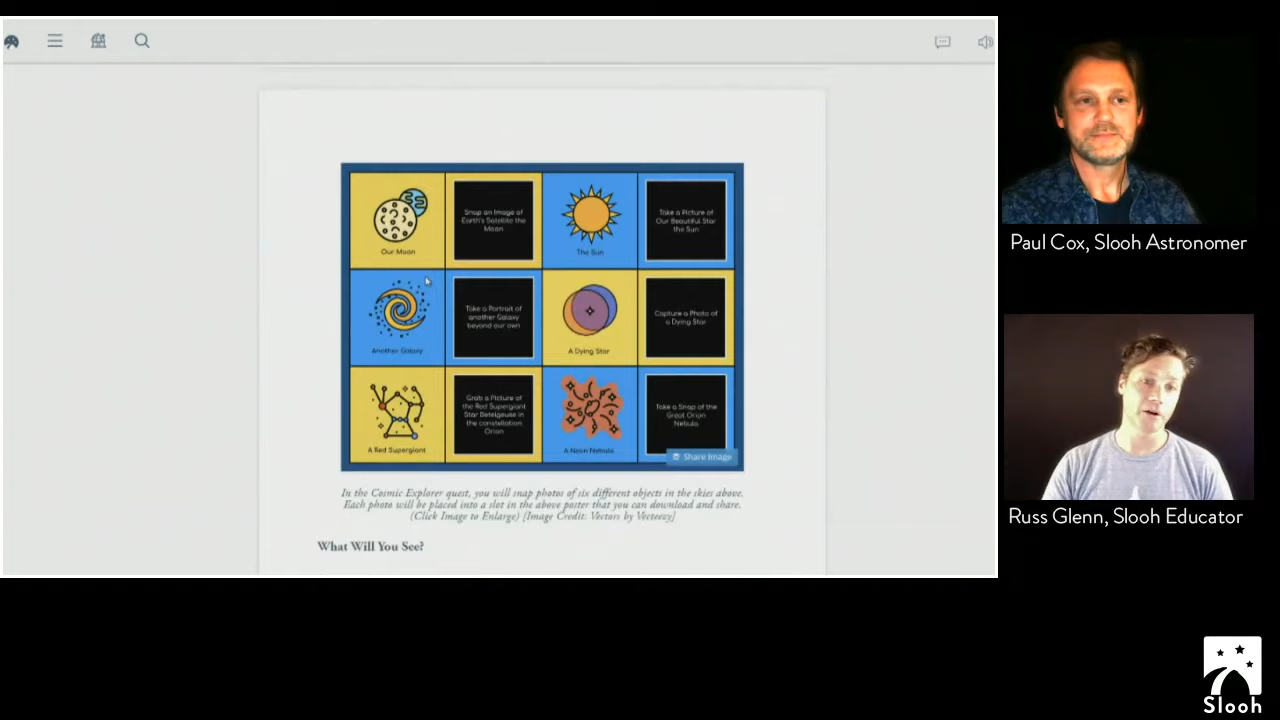 Our Moon
Snap an Image of
Earth's Satellite the
Moon
The Sun
Take a Picture of
Our Beautiful Star
the Sun
Another Galaxy
Take a Portrait of
another Galaxy
beyond our own
A Dying Star
Capture a Photo of
a Dying Star
A Red Supergiant
Grab a Picture of
the Red Supergiant
Star Betelgeuse in
the constellation
Orion
A Neon Nebula
Take a Snap of the
Great Orion
Nebula
Share Image
In the Cosmic Explorer quest, you will snap photos of six different objects in the skies above.
Each photo will be placed into a slot in the above poster that you can download and share.
(Click Image to Enlarge) [Image Credit: Vectors by Vecteezy]
What Will You See?
Paul Cox, Slooh Astronomer
Russ Glenn, Slooh Educator
Slooh